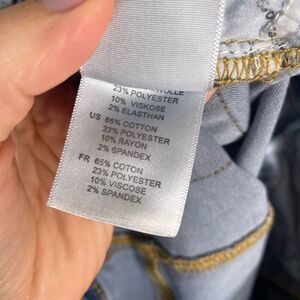 23% POLYESTER
10% VISKOSE
2% ELASTHAN
US 65% COTTON
23% POLYESTER
10% RAYON
2% SPANDEX
FR 65% COTON
23% POLYESTER
10% VISCOSE
2% SPANDEX